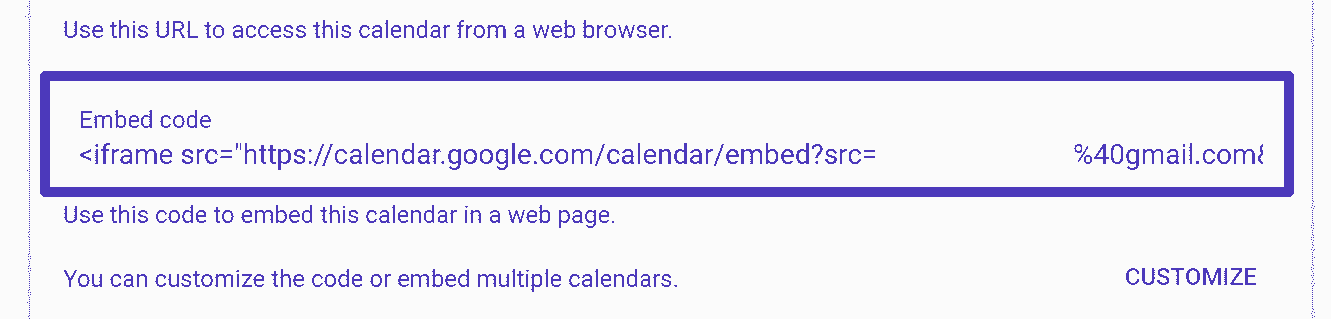 Use this URL to access this calendar from a web browser.
Embed code
<iframe src="https://calendar.google.com/calendar/embed?src= %40gmail.com&
Use this code to embed this calendar in a web page.
You can customize the code or embed multiple calendars. CUSTOMIZE